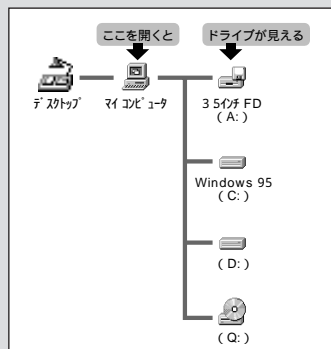 ここを開くと
ドライブが見える
デスクトップ
マイ コンピュータ
3 5インチ FD
( A: )
Windows 95
( C: )
( D: )
( Q: )